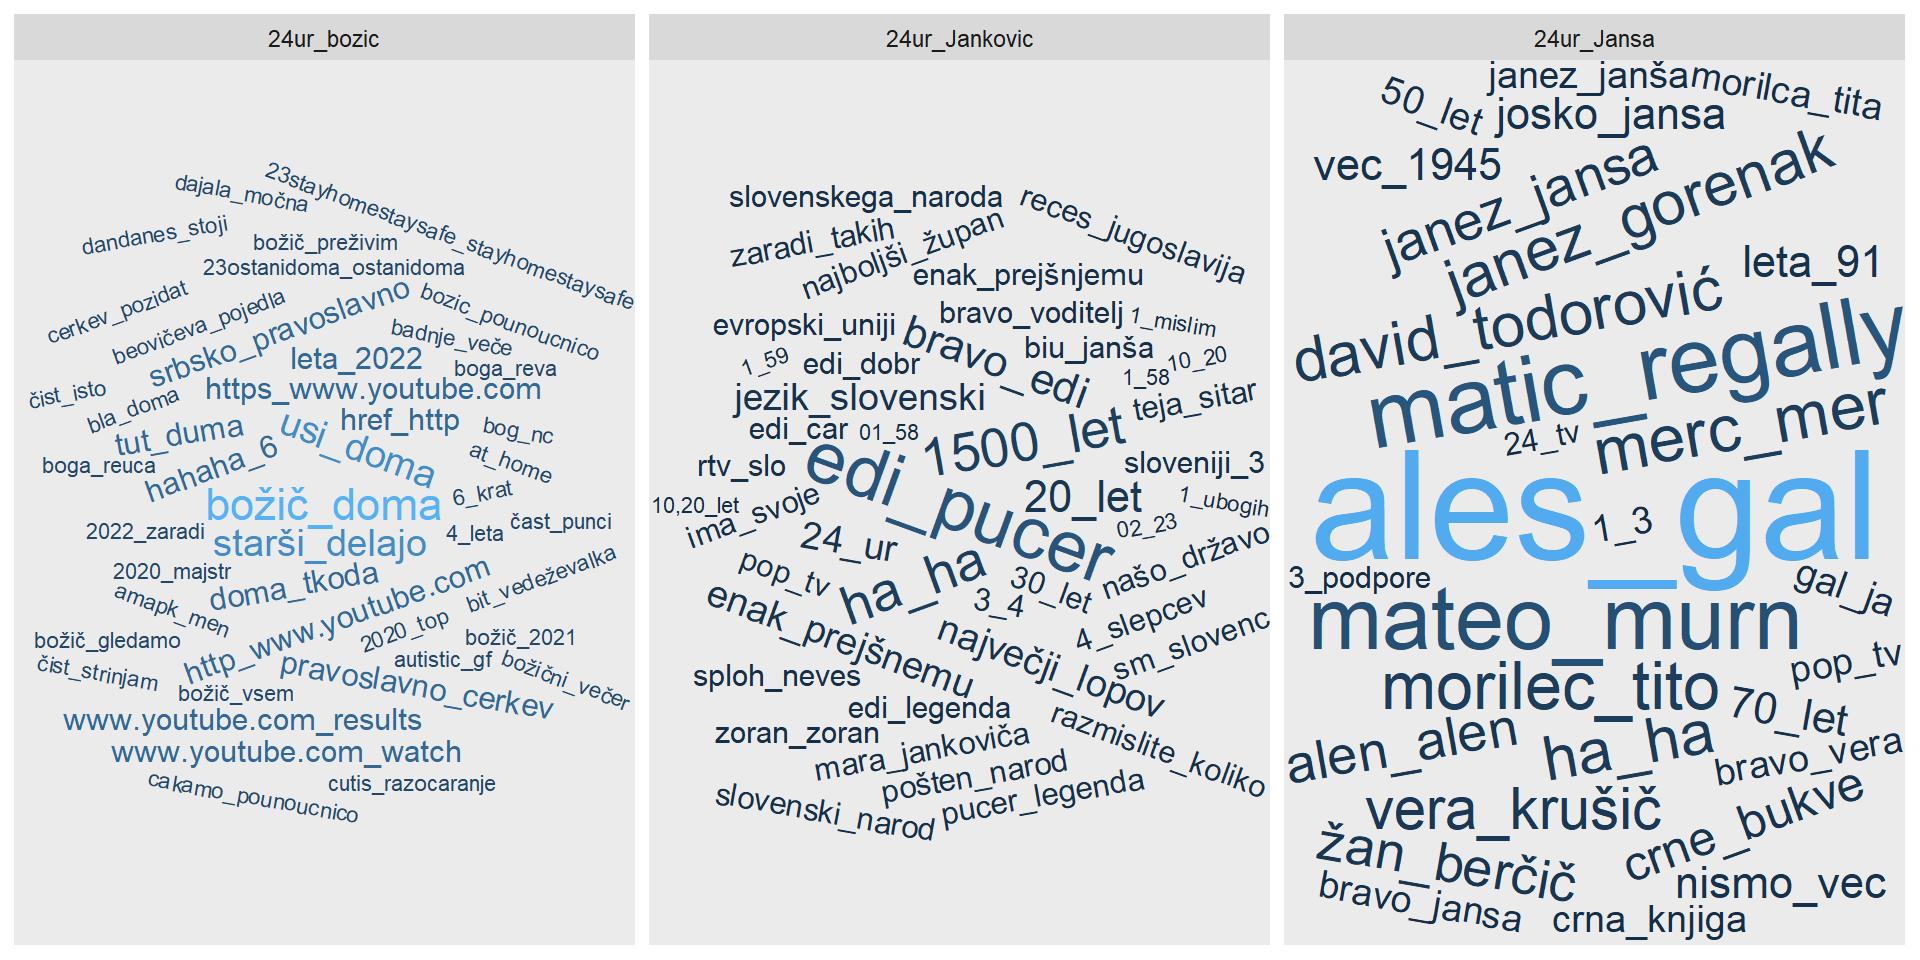 24ur_bozic
23stayhomestaysafe_stayhomestaysafe
dajala_močna
dandanes_stoji
božič_preživim
23ostanidoma_ostanidoma
cerkev_pozidat
beovičeva_pojedla
srbsko_pravoslavno
bozic_pounoucnico
badnje_veče
leta_2022
boga_reva
čist_isto
https_www.youtube.com
bla_doma
usi_doma
href_http
tut_duma
bog_nc
boga_reuca
hahaha_6
at_home
božič_doma
6_krat
2022_zaradi
starši_delajo
4_leta
čast_punci
2020_majstr
doma_tkoda
bit_vedeževalka
amapk_men
http_www.youtube.com
2020_top
božič_gledamo
božič_2021
čist_strinjam
pravoslavno_cerkev
autistic_gf
božični_večer
božič_vsem
www.youtube.com_results
www.youtube.com_watch
cakamo_pounoucnico
cutis_razocaranje
24ur_Jankovic
slovenskega_naroda
reces_jugoslavija
zaradi_takih
najboljši_župan
enak_prejšnjemu
bravo_voditelj
1_mislim
evropski_uniji
bravo_edi
biu_janša
1_59
edi_dobr
1_58
10_20
jezik_slovenski
teja_sitar
edi_car
01_58
1500_let
rtv_slo
edi_pucer
sloveniji_3
10,20_let
ima_svoje
20_let
1_ubogih
24_ur
02_23
našo_državo
pop_tv
ha_ha
30_let
3_4
enak_prejšnemu
4_slepcev
največji_lopov
sm_slovenc
sploh_neves
edi_legenda
zoran_zoran
mara_jankoviča
razmislite_koliko
pošten_narod
slovenski_narod
pucer_legenda
24ur_Jansa
janez_janša
morilca_tita
50_let
josko_jansa
vec_1945
janez_jansa
janez_gorenak
leta_91
david_todorović
matic_regally
24_tv
merc_mer
ales_gal
1_3
3_podpore
gal_ja
mateo_murn
pop_tv
morilec_tito
70_let
alen_alen
ha_ha
bravo_vera
vera_krušič
crne_bukve
žan_berčič
nismo_vec
bravo_jansa
crna_knjiga